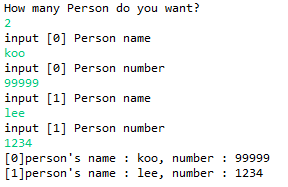 How many Person do you want?
2
input [0] Person name
koo
input [0] Person number
99999
input [1] Person name
lee
input [1] Person number
1234
[0]person's name : koo, number : 99999
[1]person's name : lee, number : 1234